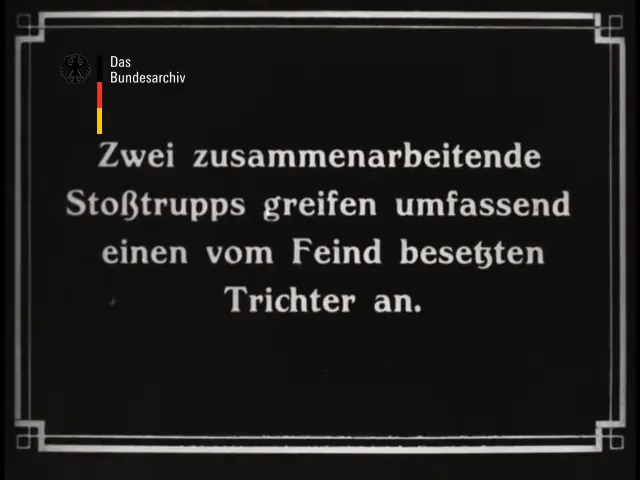 Das
Bundesarchiv
Zwei zusammenarbeitende
Stoßtrupps greifen umfassend
einen vom Feind besetzten
Trichter an.